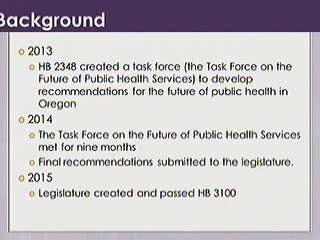 Background
2013
HB 2348 created a task force (the Task Force on the
Future of Public Health Services) to develop
recommendations for the future of public health in
Oregon
2014
The Task Force on the Future of Public Health Services
met for nine months
Final recommendations submitted to the legislature.
2015
Legislature created and passed HB 3100